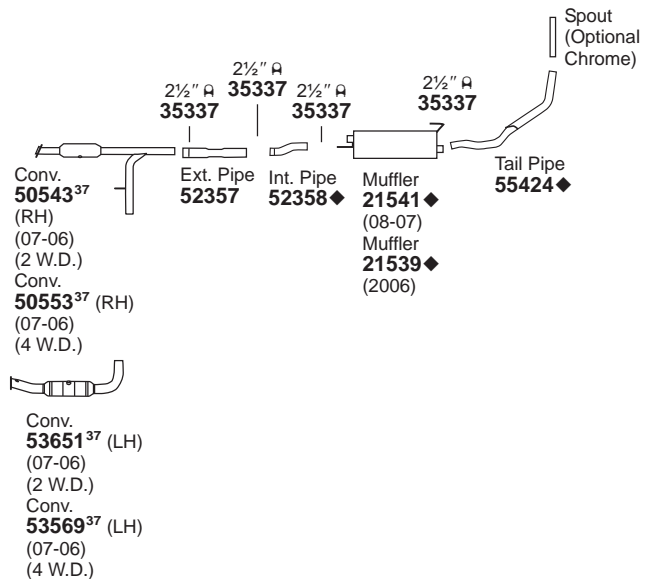 Spout
(Optional
Chrome)
2½″
35337
2½″
35337
2½″
35337
2½″
35337
Conv.
50543³⁷
(RH)
(07-06)
(2 W.D.)
Conv.
50553³⁷ (RH)
(07-06)
(4 W.D.)
Ext. Pipe
52357
Int. Pipe
52358◆
Muffler
21541◆
(08-07)
Muffler
21539◆
(2006)
Tail Pipe
55424◆
Conv.
53651³⁷ (LH)
(07-06)
(2 W.D.)
Conv.
53569³⁷ (LH)
(07-06)
(4 W.D.)